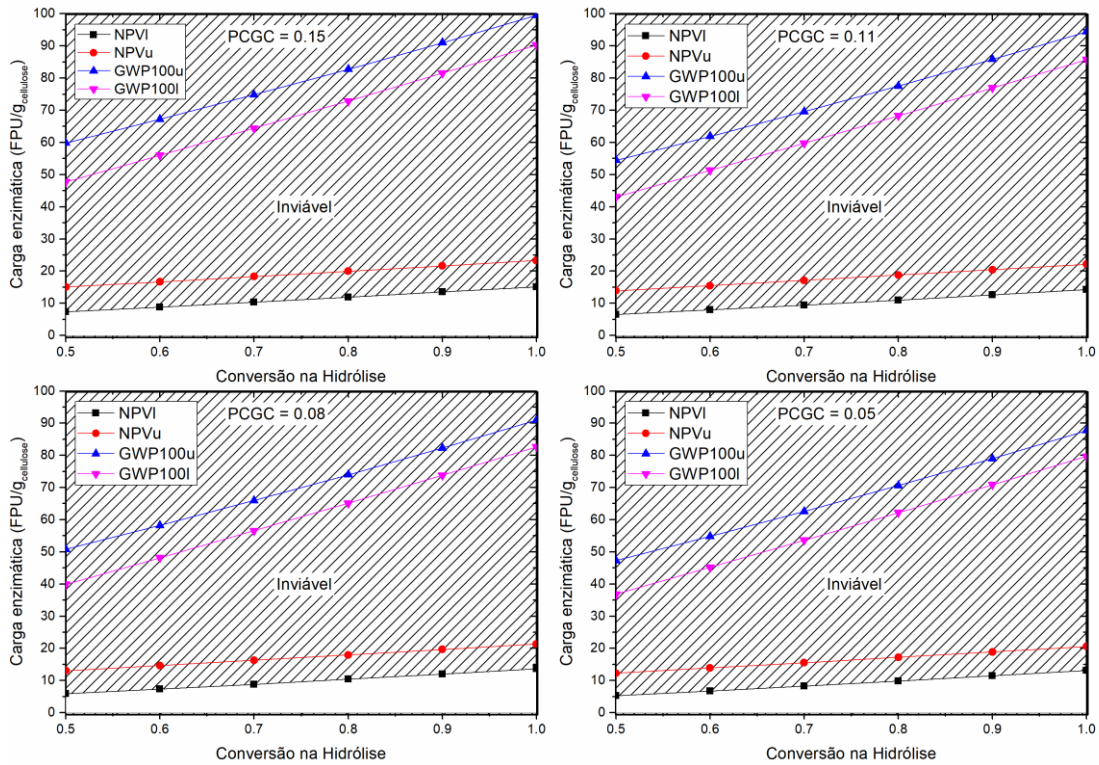 100
90
80
70
60
50
40
30
20
10
0
Carga enzimática (FPU/g_cellulose)
NPVl
NPVu
GWP100u
GWP100l
PCGC = 0.15
Inviável
0.5 0.6 0.7 0.8 0.9 1.0
Conversão na Hidrólise
100
90
80
70
60
50
40
30
20
10
0
Carga enzimática (FPU/g_cellulose)
NPVl
NPVu
GWP100u
GWP100l
PCGC = 0.11
Inviável
0.5 0.6 0.7 0.8 0.9 1.0
Conversão na Hidrólise
100
90
80
70
60
50
40
30
20
10
0
Carga enzimática (FPU/g_cellulose)
NPVl
NPVu
GWP100u
GWP100l
PCGC = 0.08
Inviável
0.5 0.6 0.7 0.8 0.9 1.0
Conversão na Hidrólise
100
90
80
70
60
50
40
30
20
10
0
Carga enzimática (FPU/g_cellulose)
NPVl
NPVu
GWP100u
GWP100l
PCGC = 0.05
Inviável
0.5 0.6 0.7 0.8 0.9 1.0
Conversão na Hidrólise